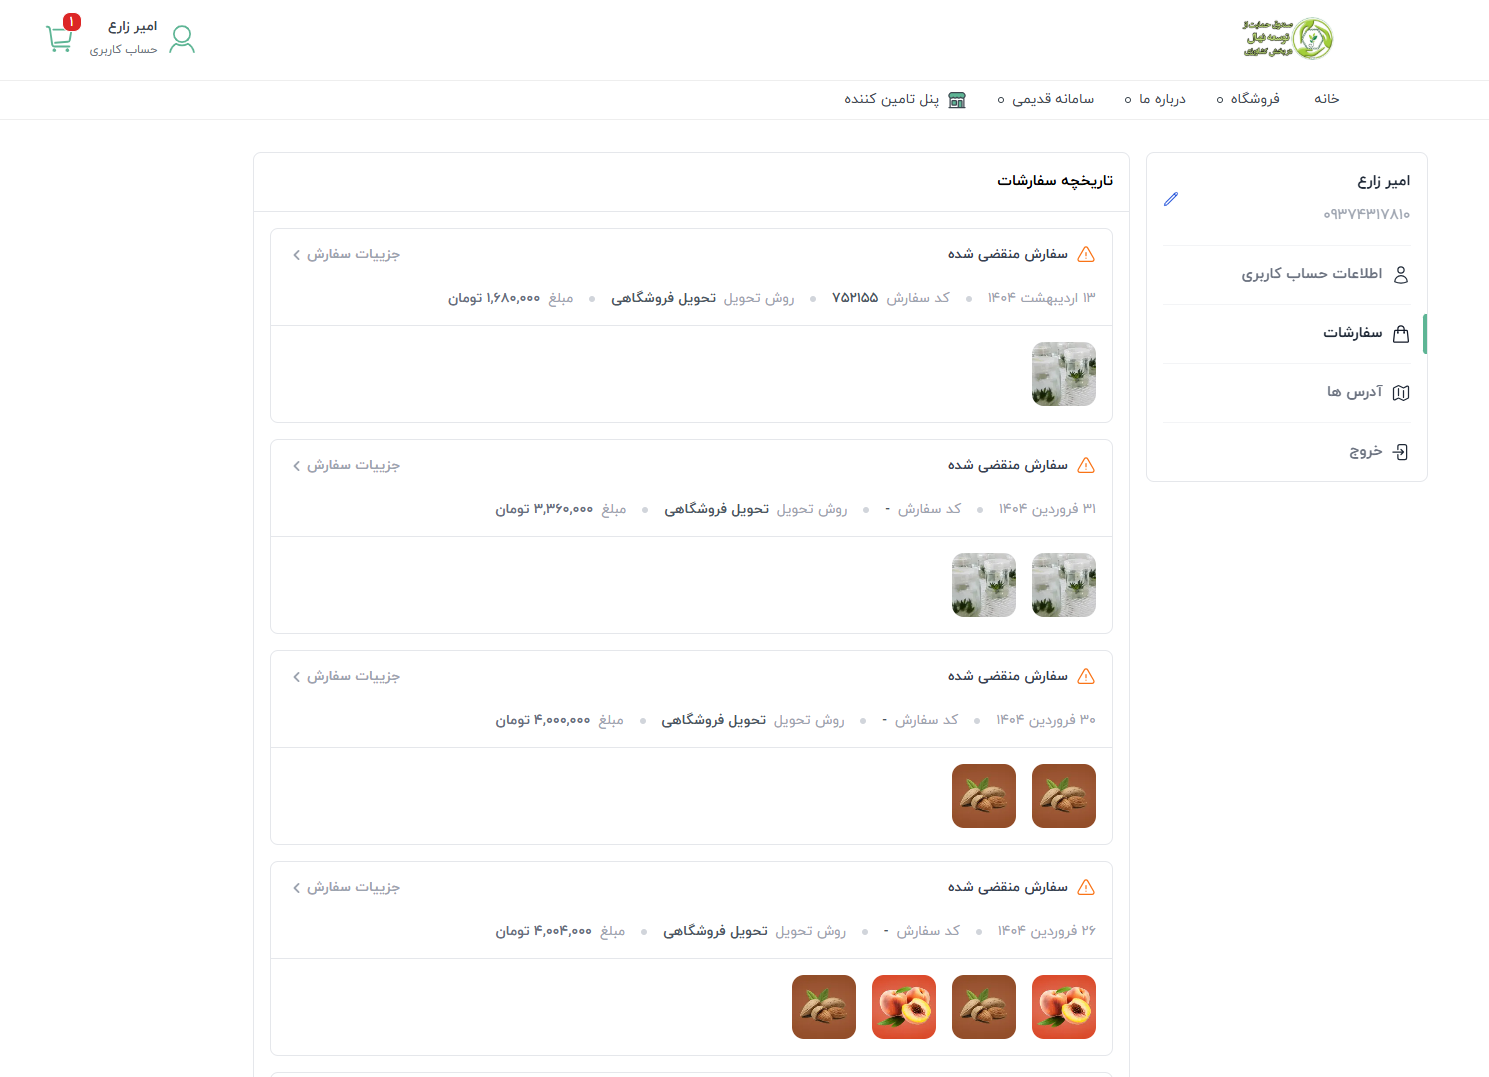 صندوق حمایت از
توسعه نهال
در بخش کشاورزی
امیر زارع
حساب کاربری
۱
خانه
فروشگاه
درباره ما
سامانه قدیمی
پنل تامین کننده
امیر زارع
۰۹۳۷۴۳۱۷۸۱۰
اطلاعات حساب کاربری
سفارشات
آدرس ها
خروج
تاریخچه سفارشات
سفارش منقضی شده
جزییات سفارش
۱۳ اردیبهشت ۱۴۰۴ کد سفارش ۷۵۲۱۵۵ روش تحویل تحویل فروشگاهی مبلغ ۱,۶۸۰,۰۰۰ تومان
سفارش منقضی شده
جزییات سفارش
۳۱ فروردین ۱۴۰۴ کد سفارش - روش تحویل تحویل فروشگاهی مبلغ ۳,۳۶۰,۰۰۰ تومان
سفارش منقضی شده
جزییات سفارش
۳۰ فروردین ۱۴۰۴ کد سفارش - روش تحویل تحویل فروشگاهی مبلغ ۴,۰۰۰,۰۰۰ تومان
سفارش منقضی شده
جزییات سفارش
۲۶ فروردین ۱۴۰۴ کد سفارش - روش تحویل تحویل فروشگاهی مبلغ ۴,۰۰۴,۰۰۰ تومان